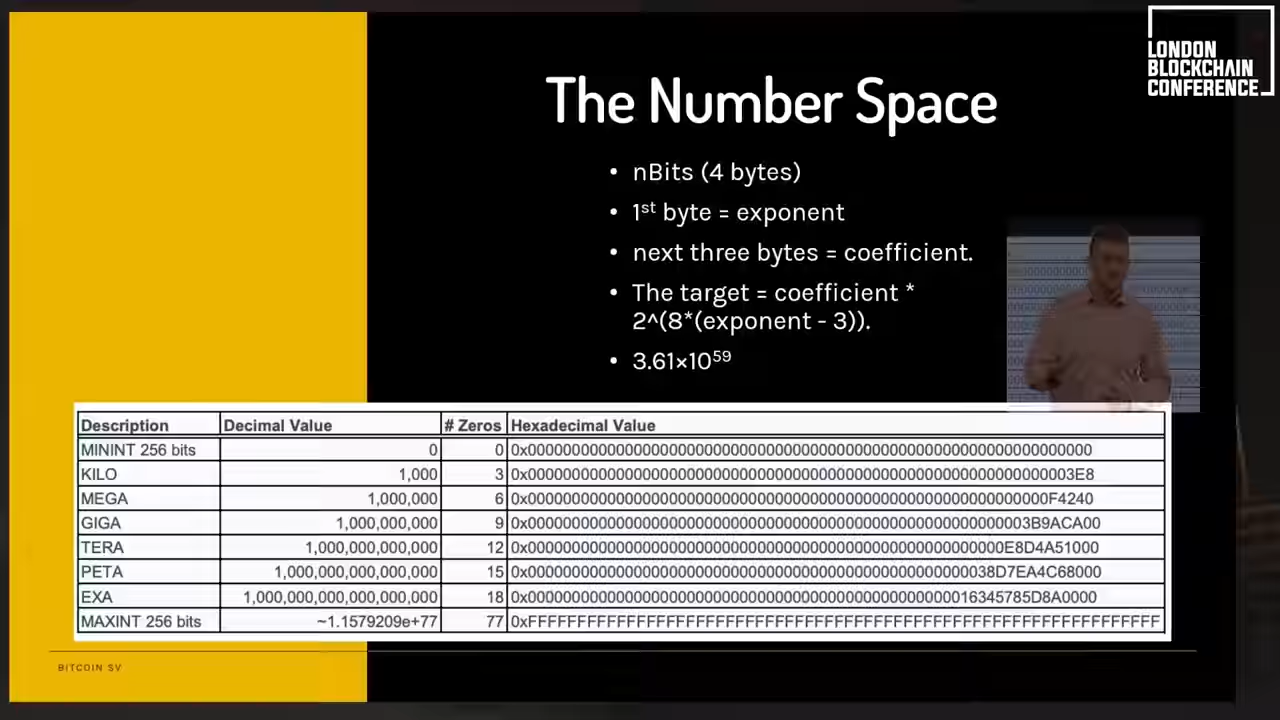 LONDON
BLOCKCHAIN
CONFERENCE
The Number Space
• nBits (4 bytes)
• 1st byte = exponent
• next three bytes = coefficient.
• The target = coefficient *
2^(8*(exponent - 3)).
• 3.61×10⁵⁹
Description Decimal Value # Zeros Hexadecimal Value
MININT 256 bits 0 0 0x0000000000000000000000000000000000000000000000000000000000000000
KILO 1,000 3 0x00000000000000000000000000000000000000000000000000000000000003E8
MEGA 1,000,000 6 0x00000000000000000000000000000000000000000000000000000000000F4240
GIGA 1,000,000,000 9 0x000000000000000000000000000000000000000000000000000000003B9ACA00
TERA 1,000,000,000,000 12 0x000000000000000000000000000000000000000000000000000000E8D4A51000
PETA 1,000,000,000,000,000 15 0x00000000000000000000000000000000000000000000000000038D7EA4C68000
EXA 1,000,000,000,000,000,000 18 0x000000000000000000000000000000000000000000000000016345785D8A0000
MAXINT 256 bits ~1.1579209e+77 77 0xFFFFFFFFFFFFFFFFFFFFFFFFFFFFFFFFFFFFFFFFFFFFFFFFFFFFFFFFFFFFFFFF
BITCOIN SV